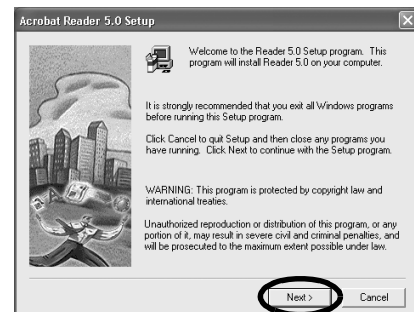 Acrobat Reader 5.0 Setup
Welcome to the Reader 5.0 Setup program. This
program will install Reader 5.0 on your computer.
It is strongly recommended that you exit all Windows programs
before running this Setup program.
Click Cancel to quit Setup and then close any programs you
have running. Click Next to continue with the Setup program.
WARNING: This program is protected by copyright law and
international treaties.
Unauthorized reproduction or distribution of this program, or any
portion of it, may result in severe civil and criminal penalties, and
will be prosecuted to the maximum extent possible under law.
Next >
Cancel